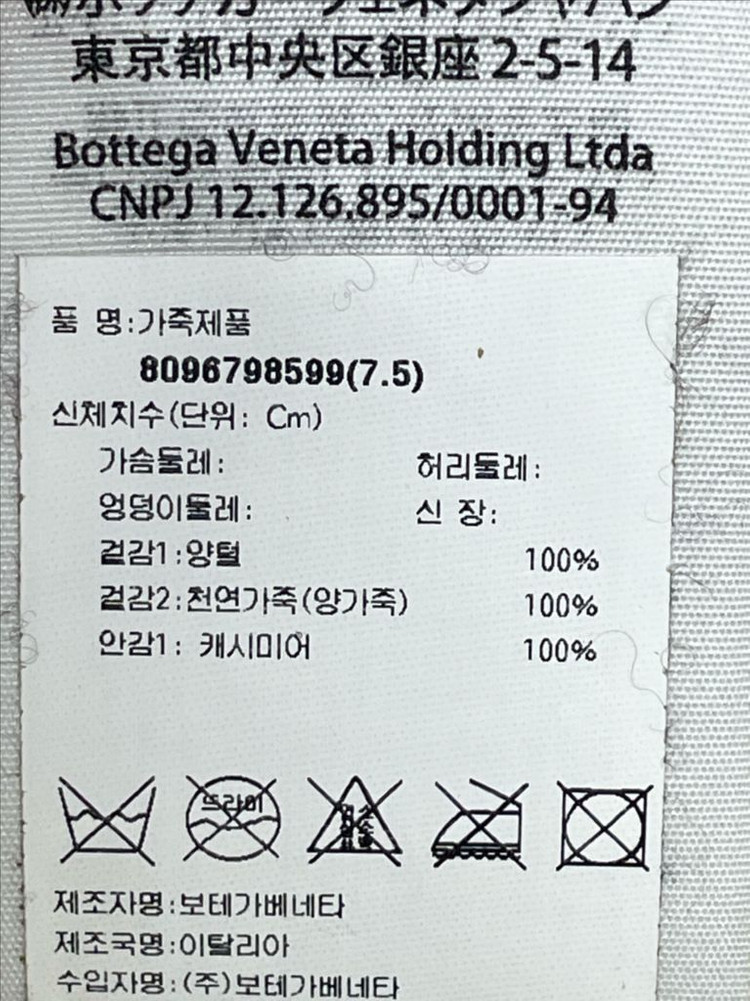 東京都中央区銀座 2-5-14
Bottega Veneta Holding Ltda
CNPJ 12.126.895/0001-94
품 명:가죽제품
8096798599(7.5)
신체치수(단위: Cm)
가슴둘레: 허리둘레:
엉덩이둘레: 신 장:
겉감1:양털 100%
겉감2:천연가죽(양가죽) 100%
안감1: 캐시미어 100%
드라이
제조자명:보테가베네타
제조국명:이탈리아
수입자명:(주)보테가베네타